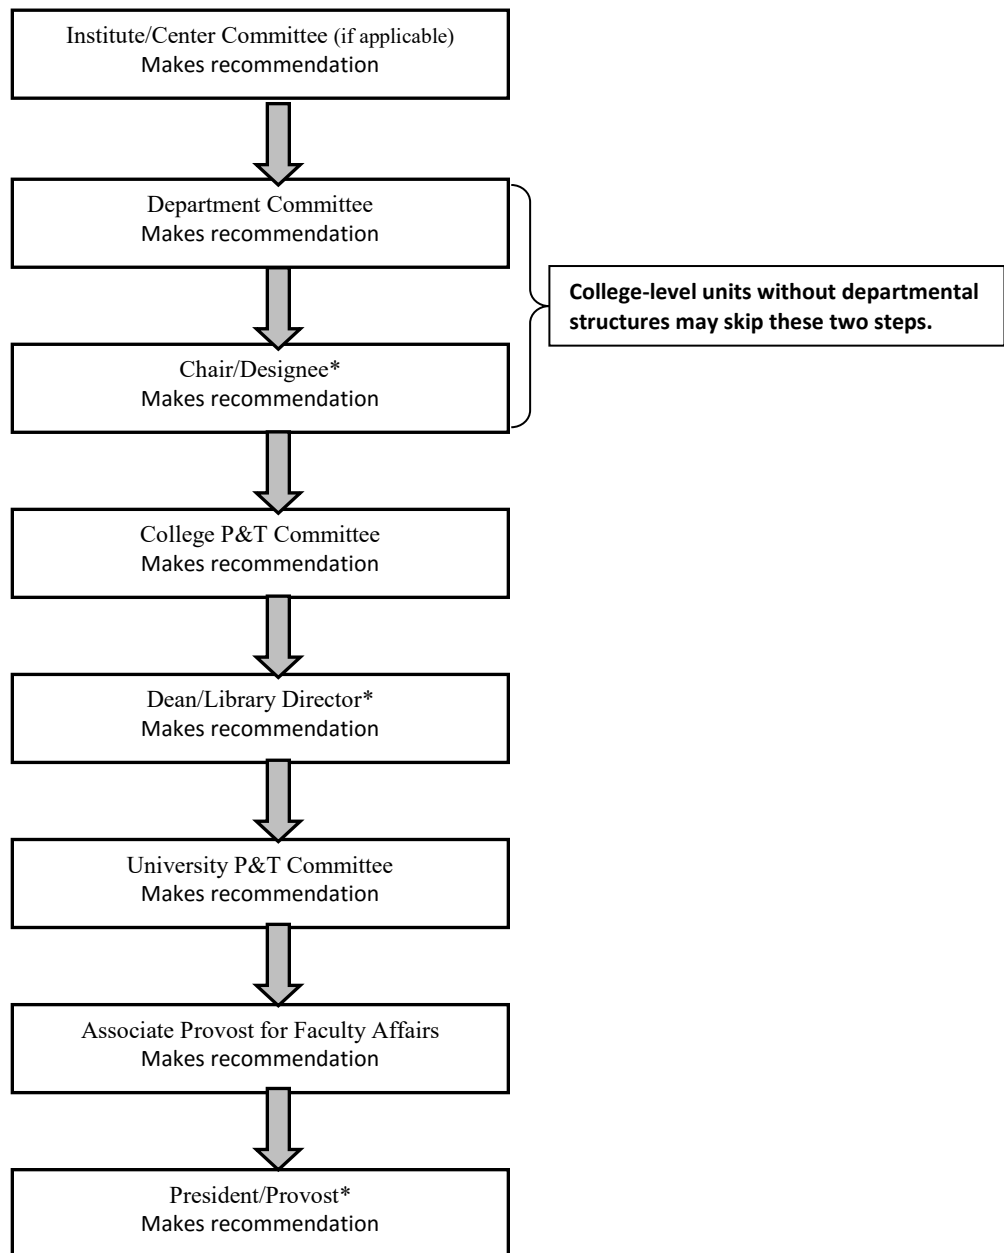 Institute/Center Committee (if applicable)
Makes recommendation
Department Committee
Makes recommendation
College-level units without departmental
structures may skip these two steps.
Chair/Designee*
Makes recommendation
College P&T Committee
Makes recommendation
Dean/Library Director*
Makes recommendation
University P&T Committee
Makes recommendation
Associate Provost for Faculty Affairs
Makes recommendation
President/Provost*
Makes recommendation